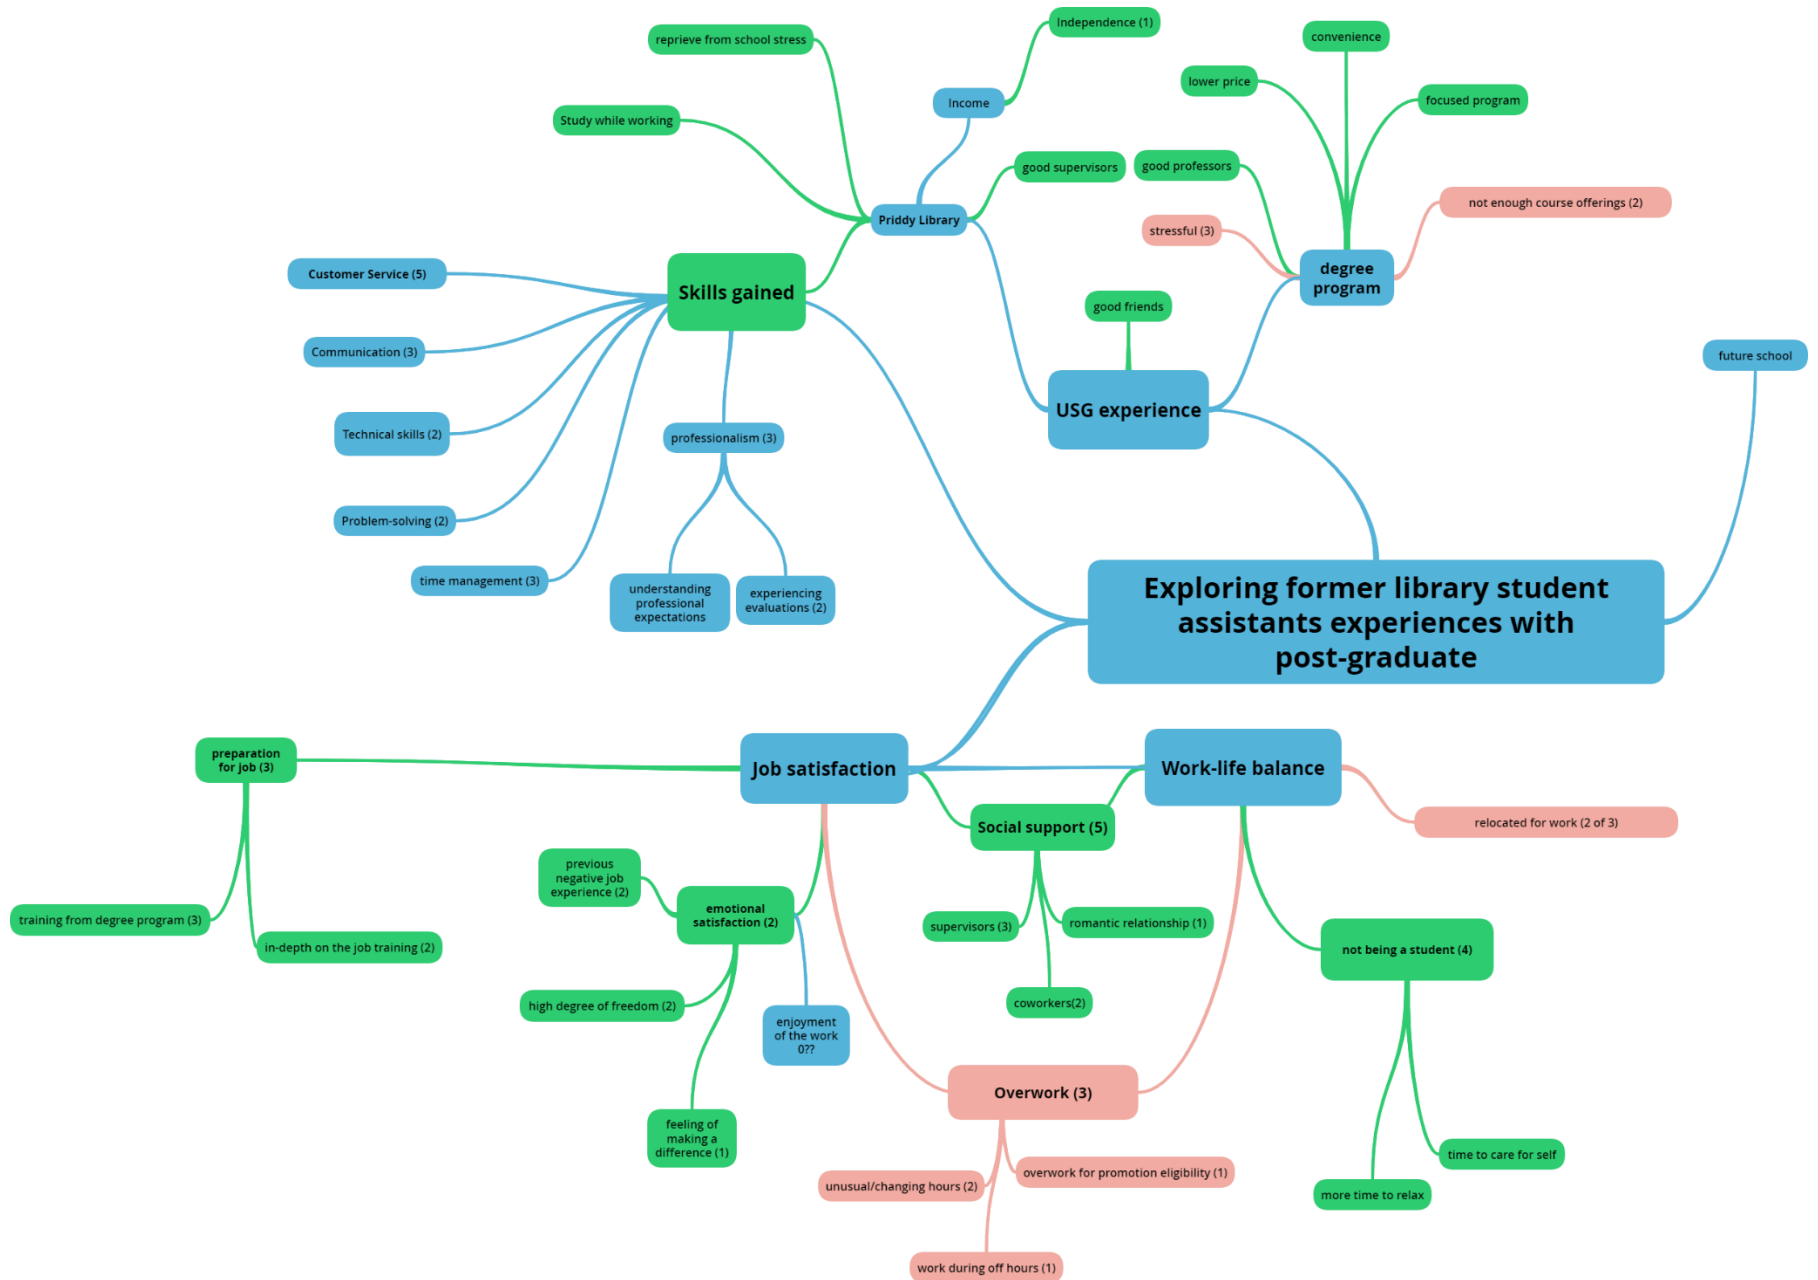 Independence (1)
reprieve from school stress
convenience
lower price
Income
focused program
Study while working
good supervisors
good professors
not enough course offerings (2)
Priddy Library
stressful (3)
degree
program
Customer Service (5)
Skills gained
good friends
Communication (3)
future school
USG experience
Technical skills (2)
professionalism (3)
Problem-solving (2)
time management (3)
understanding
professional
expectations
experiencing
evaluations (2)
Exploring former library student
assistants experiences with
post-graduate
preparation
for job (3)
Job satisfaction
Work-life balance
Social support (5)
relocated for work (2 of 3)
previous
negative job
experience (2)
emotional
satisfaction (2)
training from degree program (3)
in-depth on the job training (2)
supervisors (3)
romantic relationship (1)
not being a student (4)
high degree of freedom (2)
coworkers(2)
enjoyment
of the work
0??
Overwork (3)
feeling of
making a
difference (1)
time to care for self
overwork for promotion eligibility (1)
unusual/changing hours (2)
more time to relax
work during off hours (1)